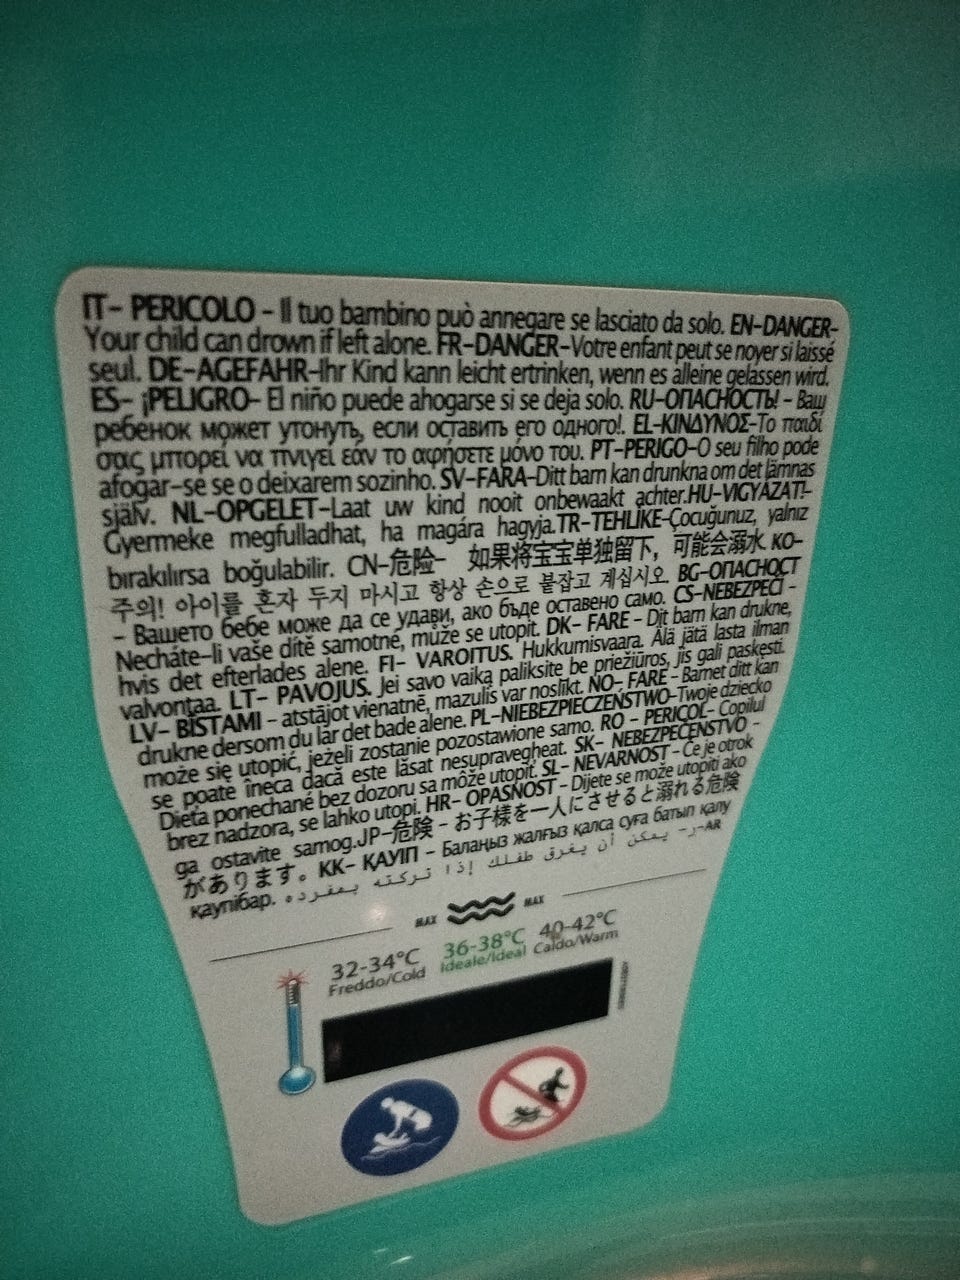 IT- PERICOLO - Il tuo bambino può annegare se lasciato da solo. EN-DANGER-
Your child can drown if left alone. FR-DANGER-Votre enfant peut se noyer si laissé
seul. DE-AGEFAHR-Ihr Kind kann leicht ertrinken, wenn es alleine gelassen wird.
ES- ¡PELIGRO- El niño puede ahogarse si se deja solo. RU-ОПАСНОСТЬ! - Ваш
ребенок может утонуть, если оставить его одного!. EL-ΚΙΝΔΥΝΟΣ-Το παιδί
σας μπορεί να πνιγεί εάν το αφήσετε μόνο του. PT-PERIGO-O seu filho pode
afogar-se se o deixarem sozinho. SV-FARA-Ditt barn kan drunkna om det lämnas
själv. NL-OPGELET-Laat uw kind nooit onbewaakt achter.HU-VIGYÁZAT!-
Gyermeke megfulladhat, ha magára hagyja.TR-TEHLİKE-Çocuğunuz, yalnız
bırakılırsa boğulabilir. CN-危险- 如果将宝宝单独留下，可能会溺水 KO-
주의! 아이를 혼자 두지 마시고 항상 손으로 붙잡고 계십시오. BG-ОПАСНОСТ
- Вашето бебе може да се удави, ако бъде оставено само. CS-NEBEZPEČÍ -
Necháte-li vaše dítě samotné, může se utopit. DK- FARE - Dit barn kan drukne,
hvis det efterlades alene. FI- VAROITUS. Hukkumisvaara. Älä jätä lasta ilman
valvontaa. LT- PAVOJUS. Jei savo vaiką paliksite be priežiūros, jis gali paskęsti.
LV- BĪSTAMI - atstājot vienatnē, mazulis var noslīkt. NO- FARE - Barnet ditt kan
drukne dersom du lar det bade alene. PL-NIEBEZPIECZEŃSTWO-Twoje dziecko
może się utopić, jeżeli zostanie pozostawione samo. RO - PERICOL- Copilul
se poate îneca dacă este lăsat nesupravegheat. SK- NEBEZPEČENSTVO -
Dieťa ponechané bez dozoru sa môže utopiť. SL- NEVARNOST - Če je otrok
brez nadzora, se lahko utopi. HR- OPASNOST - Dijete se može utopiti ako
ga ostavite samog.JP-危険 - お子様を一人にさせると溺れる危険
があります。KK- ҚАУІП - Балаңыз жалғыз қалса суға батып қалу
қаупібар. AR-ر- يمكن أن يغرق طفلك إذا تركته بمفرده.
MAX MAX
32-34°C 36-38°C 40-42°C
Freddo/Cold Ideale/Ideal Caldo/Warm